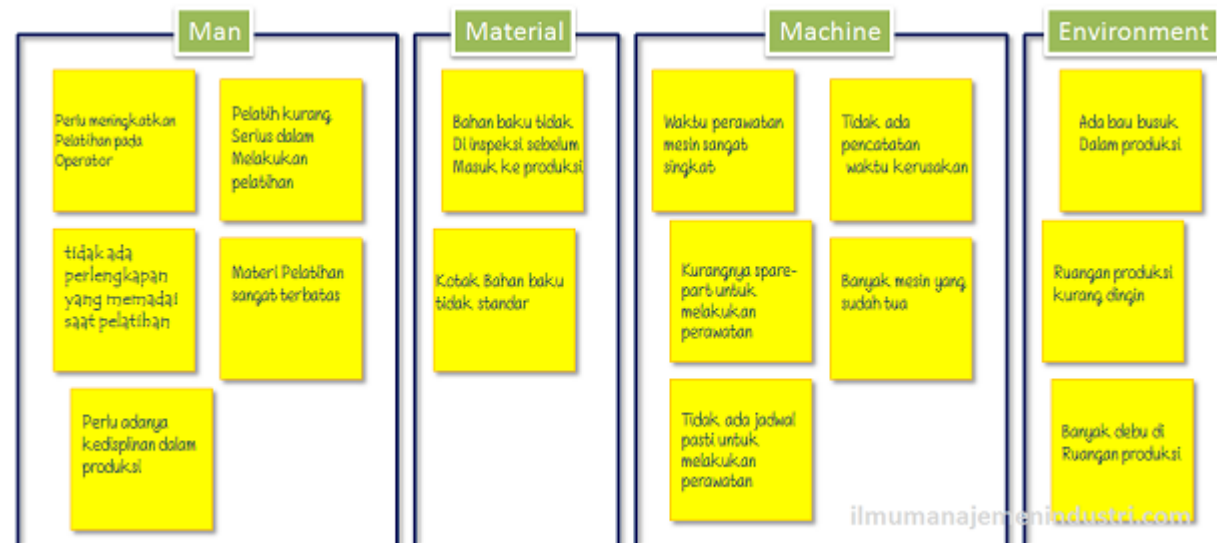 Man
Perlu meningkatkan
Pelatihan pada
Operator
Pelatih kurang
Serius dalam
Melakukan
pelatihan
tidak ada
perlengkapan
yang memadai
saat pelatihan
Materi Pelatihan
sangat terbatas
Perlu adanya
kedisplinan dalam
produksi
Material
Bahan baku tidak
Di inspeksi sebelum
Masuk ke produksi
Kotak Bahan baku
tidak standar
Machine
Waktu perawatan
mesin sangat
singkat
Tidak ada
pencatatan
waktu kerusakan
Kurangnya spare-
part untuk
melakukan
perawatan
Banyak mesin yang
sudah tua
Tidak ada jadwal
pasti untuk
melakukan
perawatan
Environment
Ada bau busuk
Dalam produksi
Ruangan produksi
kurang dingin
Banyak debu di
Ruangan produksi
ilmumanajemenindustri.com